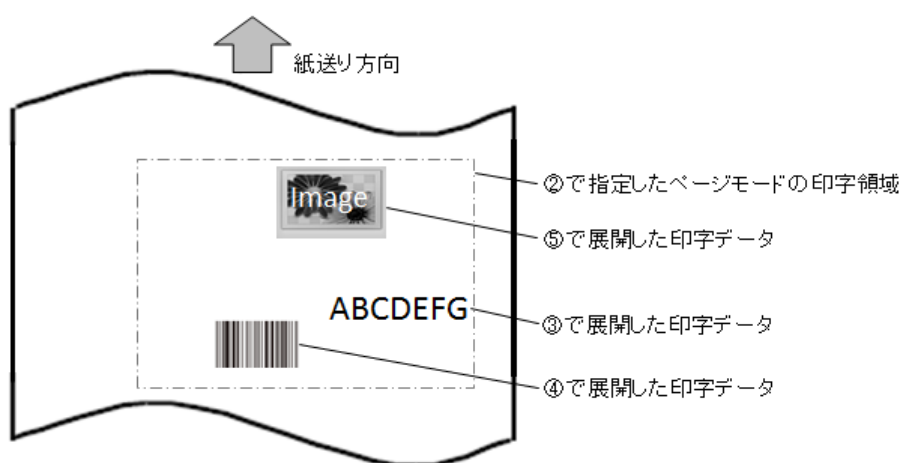 紙送り方向
②で指定したページモードの印字領域
Image
⑤で展開した印字データ
ABCDEFG
③で展開した印字データ
④で展開した印字データ